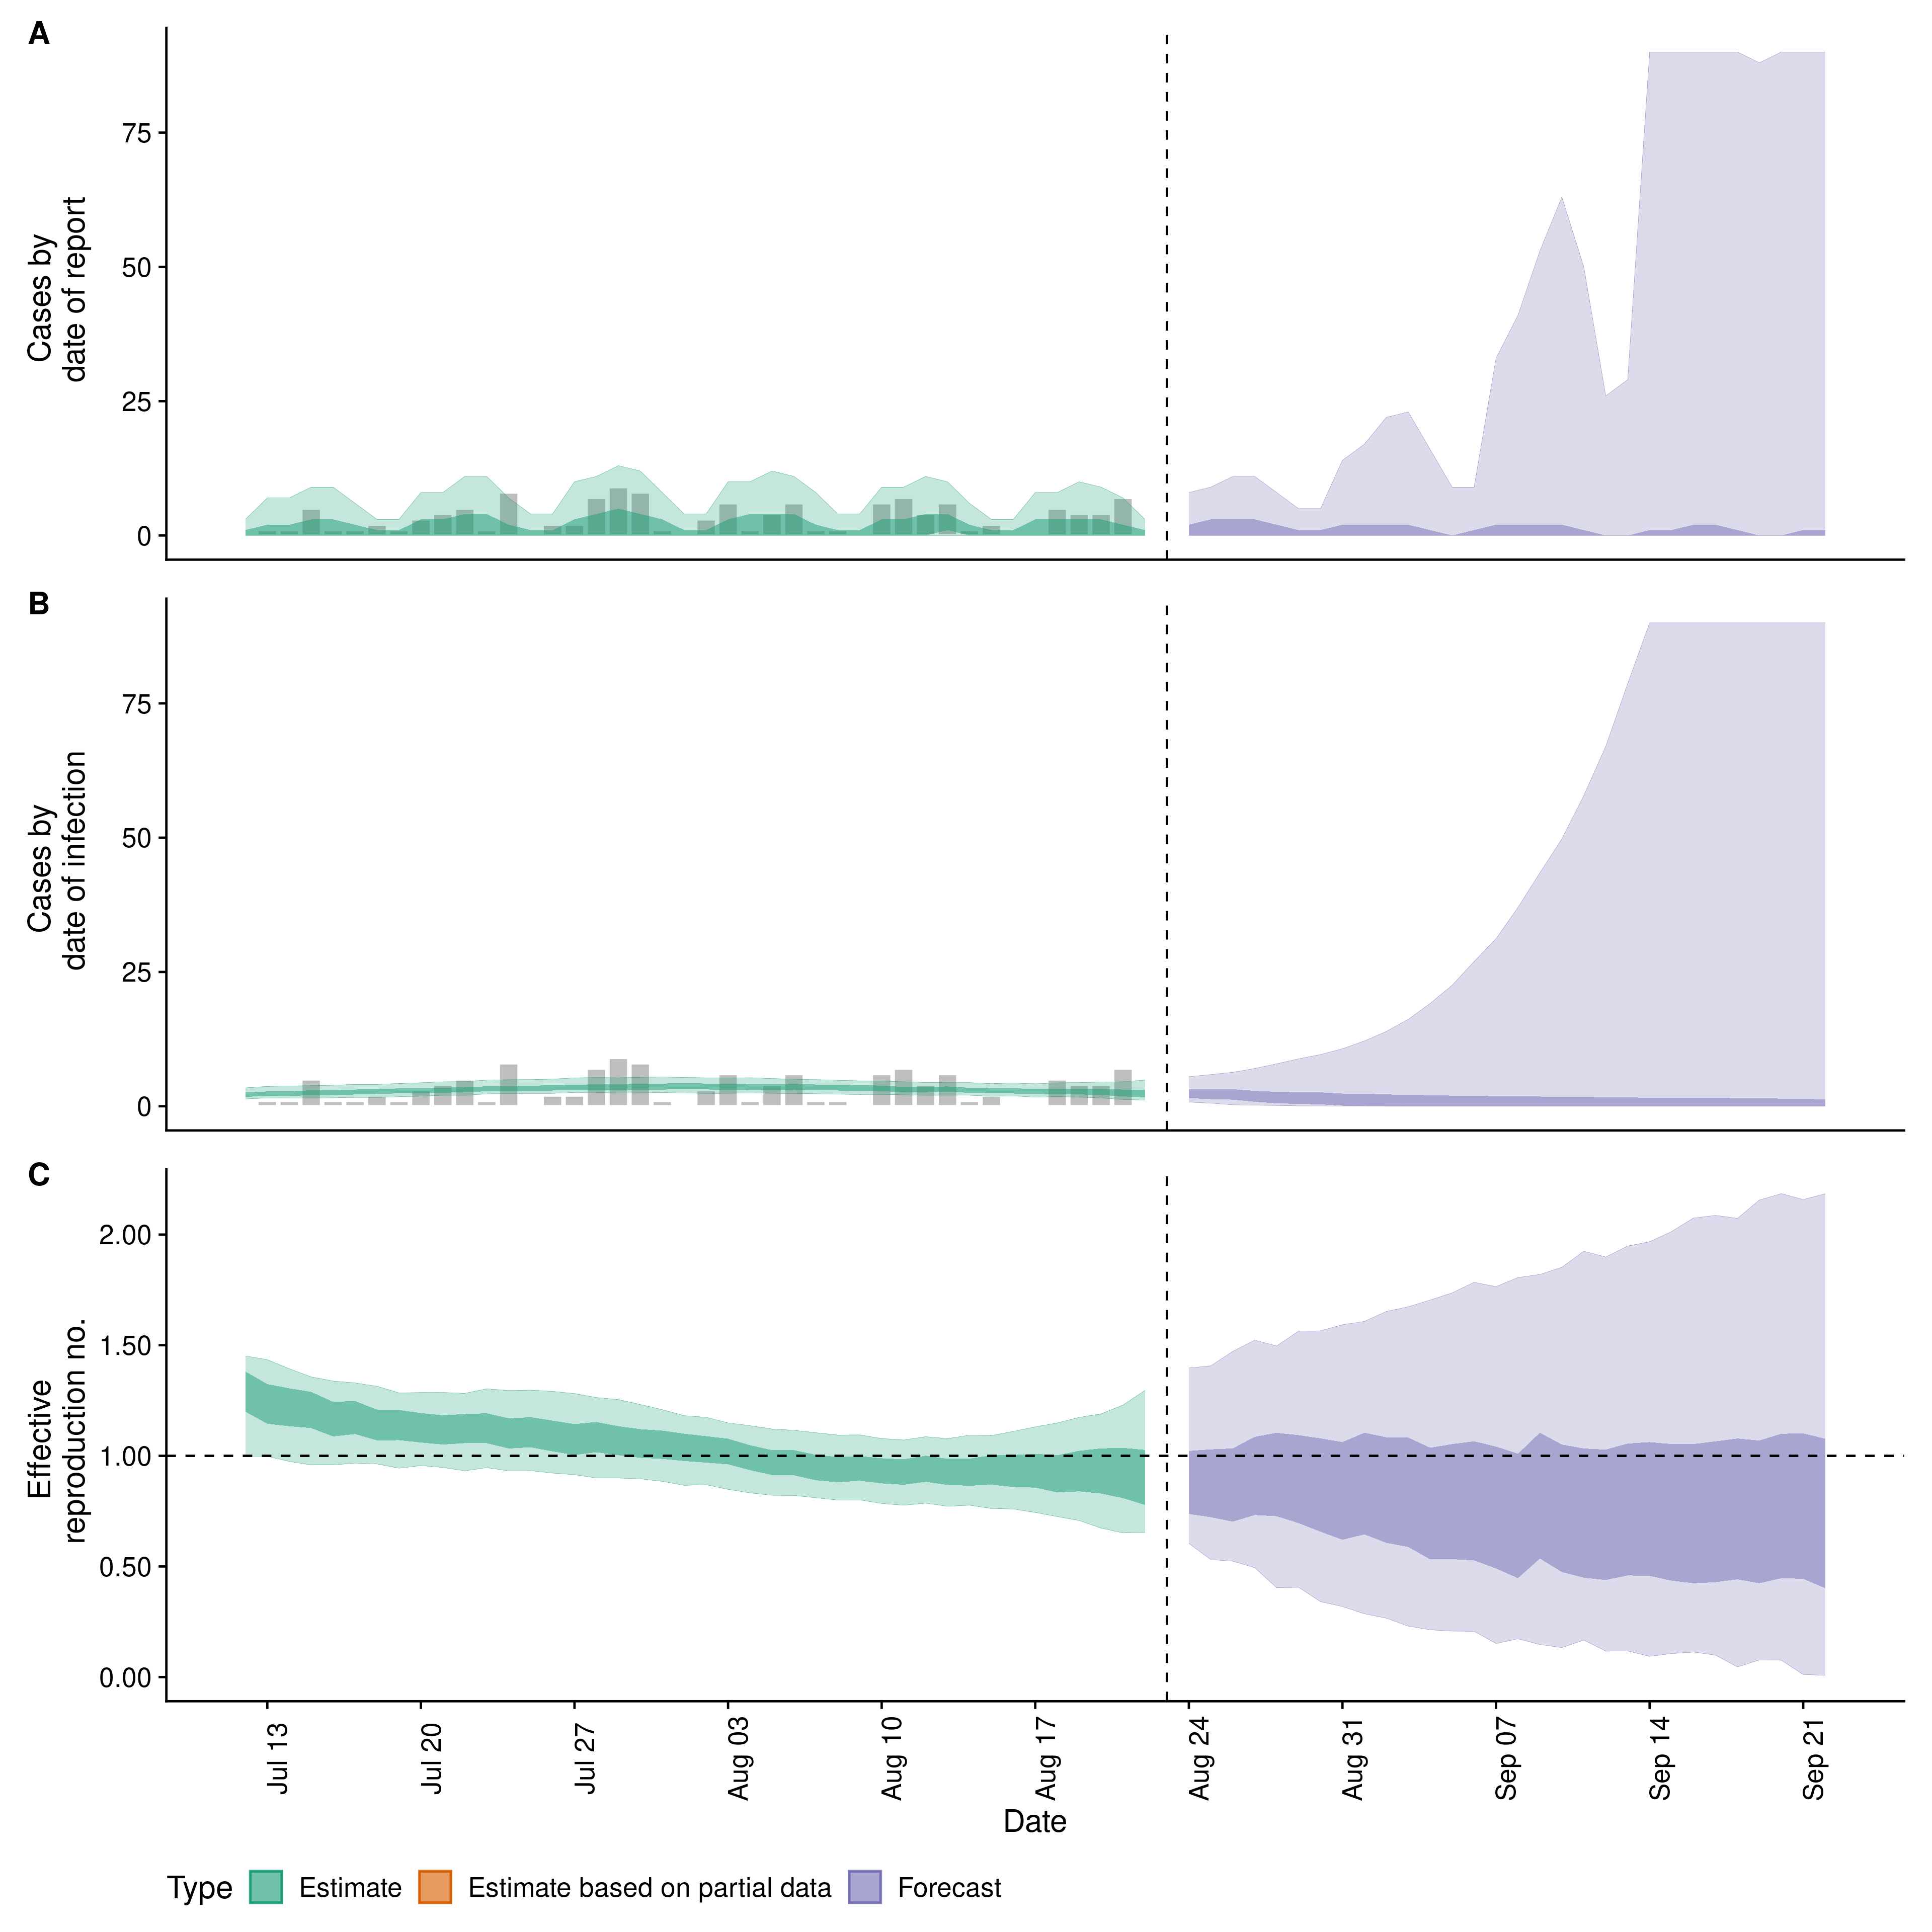 A
Cases by
date of report
75
50
25
0
B
Cases by
date of infection
75
50
25
0
C
Effective
reproduction no.
2.00
1.50
1.00
0.50
0.00
Jul 13
Jul 20
Jul 27
Aug 03
Aug 10
Aug 17
Aug 24
Aug 31
Sep 07
Sep 14
Sep 21
Date
Type
Estimate
Estimate based on partial data
Forecast